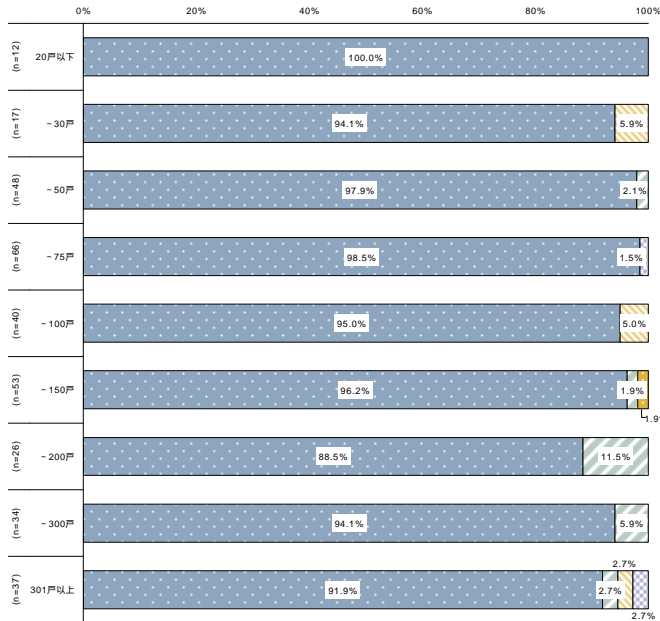 0% 20% 40% 60% 80% 100%
(n=12) 20戸以下 100.0%
(n=17) ~30戸 94.1% 5.9%
(n=48) ~50戸 97.9% 2.1%
(n=66) ~75戸 98.5% 1.5%
(n=40) ~100戸 95.0% 5.0%
(n=53) ~150戸 96.2% 1.9%
(n=26) ~200戸 88.5% 11.5%
(n=34) ~300戸 94.1% 5.9%
2.7%
(n=37) 301戸以上 91.9% 2.7%
2.7%